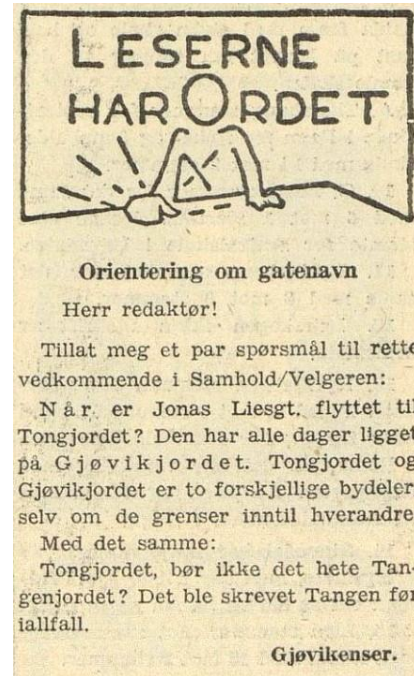 LESERNE
HAR ORDET
Orientering om gatenavn
Herr redaktør!
Tillat meg et par spørsmål til rette
vedkommende i Samhold/Velgeren:
Når er Jonas Liesgt. flyttet til
Tongjordet? Den har alle dager ligget
på Gjøvikjordet. Tongjordet og
Gjøvikjordet er to forskjellige bydeler,
selv om de grenser inntil hverandre.
Med det samme:
Tongjordet, bør ikke det hete Tan-
genjordet? Det ble skrevet Tangen før
iallfall.
Gjøvikenser.